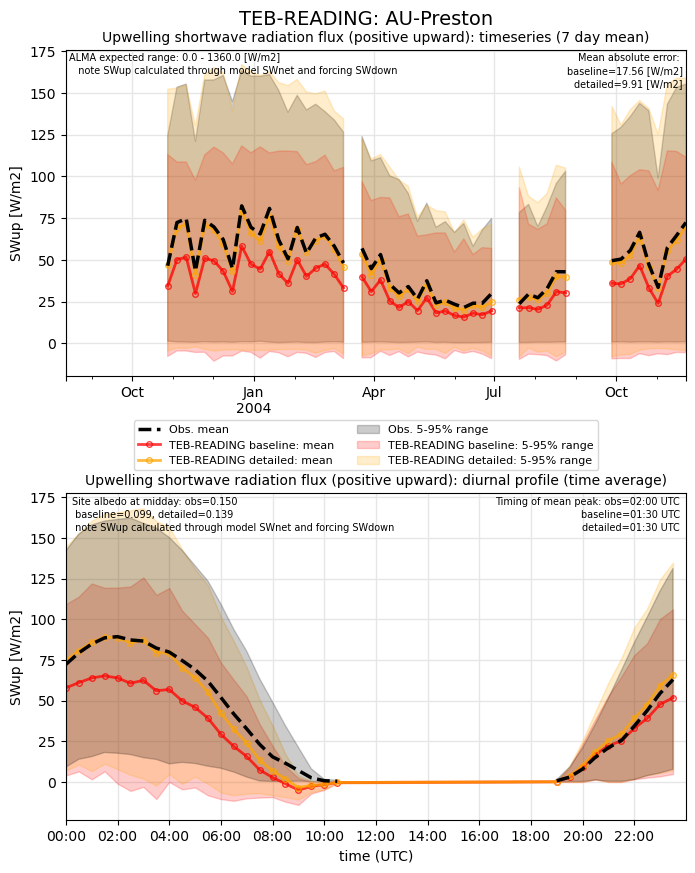 TEB-READING: AU-Preston
Upwelling shortwave radiation flux (positive upward): timeseries (7 day mean)
ALMA expected range: 0.0 - 1360.0 [W/m2]
note SWup calculated through model SWnet and forcing SWdown
Mean absolute error:
baseline=17.56 [W/m2]
detailed=9.91 [W/m2]
SWup [W/m2]
175
150
125
100
75
50
25
0
Oct
Jan
2004
Apr
Jul
Oct
Obs. mean
TEB-READING baseline: mean
TEB-READING detailed: mean
Obs. 5-95% range
TEB-READING baseline: 5-95% range
TEB-READING detailed: 5-95% range
Upwelling shortwave radiation flux (positive upward): diurnal profile (time average)
Site albedo at midday: obs=0.150
baseline=0.099, detailed=0.139
note SWup calculated through model SWnet and forcing SWdown
Timing of mean peak: obs=02:00 UTC
baseline=01:30 UTC
detailed=01:30 UTC
SWup [W/m2]
175
150
125
100
75
50
25
0
00:00 02:00 04:00 06:00 08:00 10:00 12:00 14:00 16:00 18:00 20:00 22:00
time (UTC)